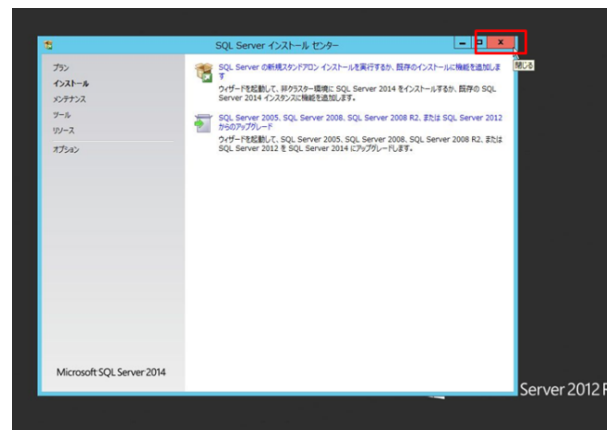 SQL Server インストール センター
閉じる
プラン
インストール
メンテナンス
ツール
リソース
オプション
SQL Server の新規スタンドアロン インストールを実行するか、既存のインストールに機能を追加しま
す
ウィザードを起動して、非クラスター環境に SQL Server 2014 をインストールするか、既存の SQL
Server 2014 インスタンスに機能を追加します。
SQL Server 2005、SQL Server 2008、SQL Server 2008 R2、または SQL Server 2012
からのアップグレード
ウィザードを起動して、SQL Server 2005、SQL Server 2008、SQL Server 2008 R2、または
SQL Server 2012 を SQL Server 2014 にアップグレードします。
Microsoft SQL Server 2014
Server 2012 R